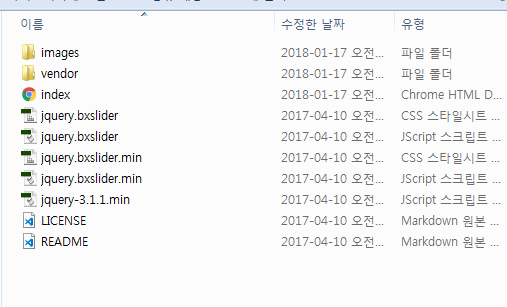 이름 수정한 날짜 유형
images 2018-01-17 오전... 파일 폴더
vendor 2018-01-17 오전... 파일 폴더
index 2018-01-17 오전... Chrome HTML D...
jquery.bxslider 2017-04-10 오전... CSS 스타일시트 ...
jquery.bxslider 2017-04-10 오전... JScript 스크립트 ...
jquery.bxslider.min 2017-04-10 오전... CSS 스타일시트 ...
jquery.bxslider.min 2017-04-10 오전... JScript 스크립트 ...
jquery-3.1.1.min 2017-04-10 오전... JScript 스크립트 ...
LICENSE 2017-04-10 오전... Markdown 원본 ...
README 2017-04-10 오전... Markdown 원본 ...